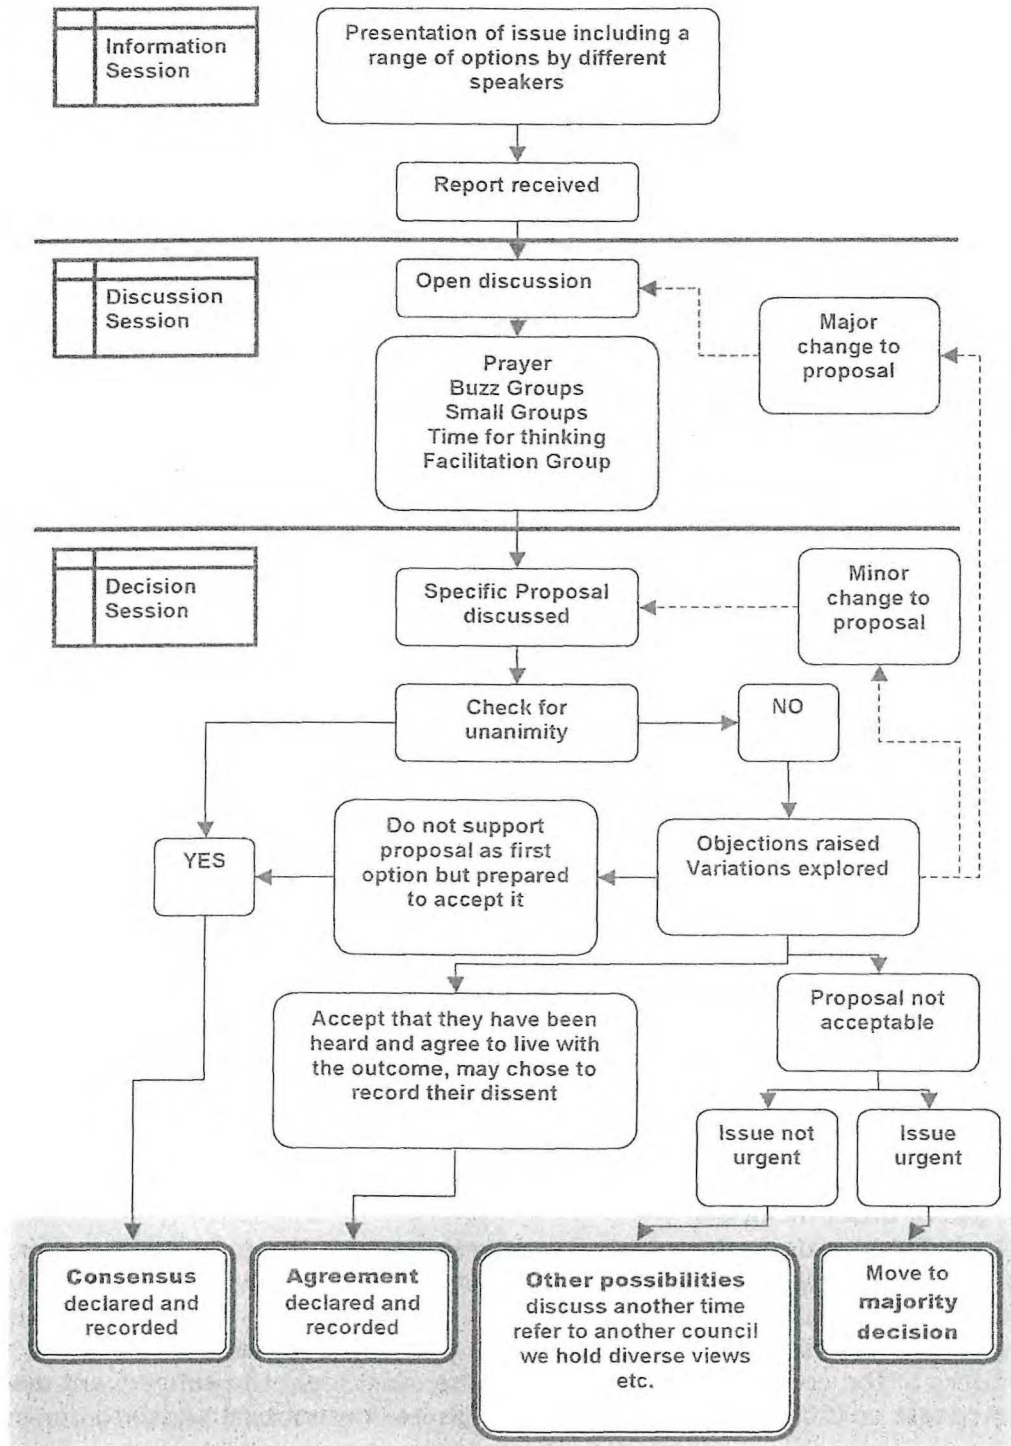 Information
Session
Presentation of issue including a
range of options by different
speakers
Report received
Discussion
Session
Open discussion
Major
change to
proposal
Prayer
Buzz Groups
Small Groups
Time for thinking
Facilitation Group
Decision
Session
Specific Proposal
discussed
Minor
change to
proposal
Check for
unanimity
NO
YES
Do not support
proposal as first
option but prepared
to accept it
Objections raised
Variations explored
Accept that they have been
heard and agree to live with
the outcome, may chose to
record their dissent
Proposal not
acceptable
Issue not
urgent
Issue
urgent
Consensus
declared and
recorded
Agreement
declared and
recorded
Other possibilities
discuss another time
refer to another council
we hold diverse views
etc.
Move to
majority
decision